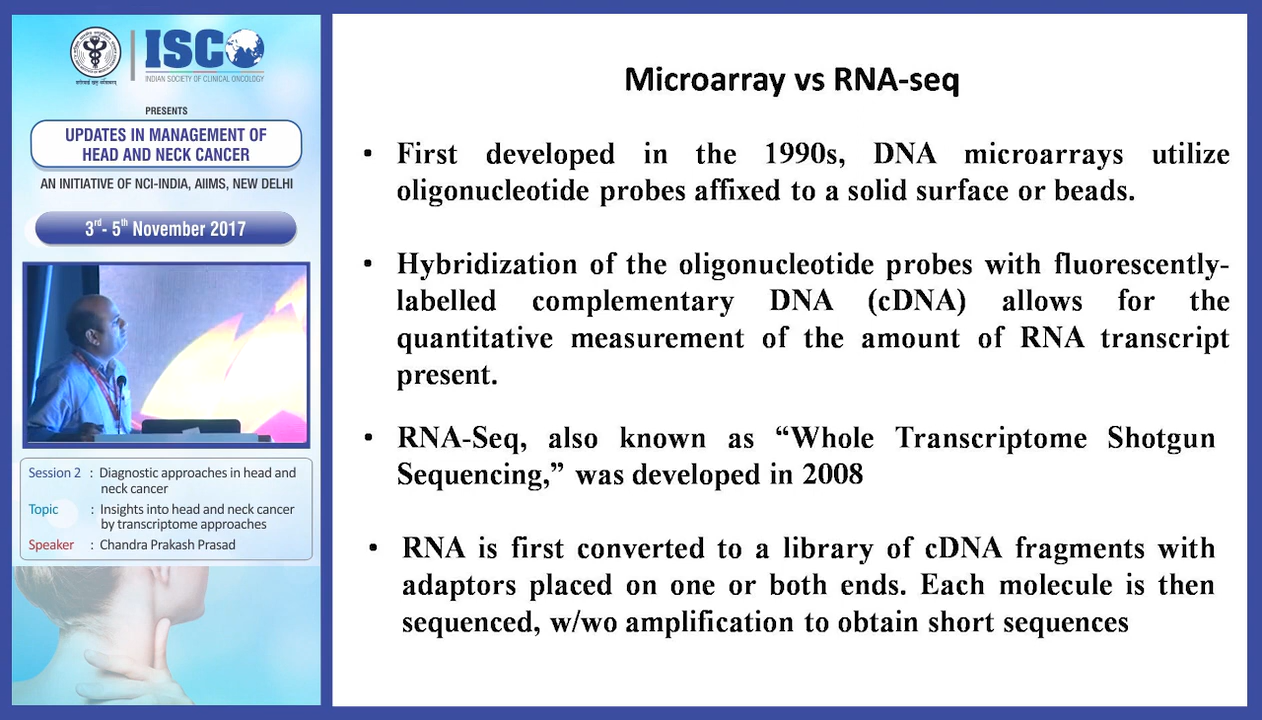 ISCO
INDIAN SOCIETY OF CLINICAL ONCOLOGY
PRESENTS
UPDATES IN MANAGEMENT OF
HEAD AND NECK CANCER
AN INITIATIVE OF NCI-INDIA, AIIMS, NEW DELHI
3rd- 5th November 2017
Session 2 : Diagnostic approaches in head and
neck cancer
Topic : Insights into head and neck cancer
by transcriptome approaches
Speaker : Chandra Prakash Prasad
Microarray vs RNA-seq
• First developed in the 1990s, DNA microarrays utilize
oligonucleotide probes affixed to a solid surface or beads.
• Hybridization of the oligonucleotide probes with fluorescently-
labelled complementary DNA (cDNA) allows for the
quantitative measurement of the amount of RNA transcript
present.
• RNA-Seq, also known as “Whole Transcriptome Shotgun
Sequencing,” was developed in 2008
• RNA is first converted to a library of cDNA fragments with
adaptors placed on one or both ends. Each molecule is then
sequenced, w/wo amplification to obtain short sequences